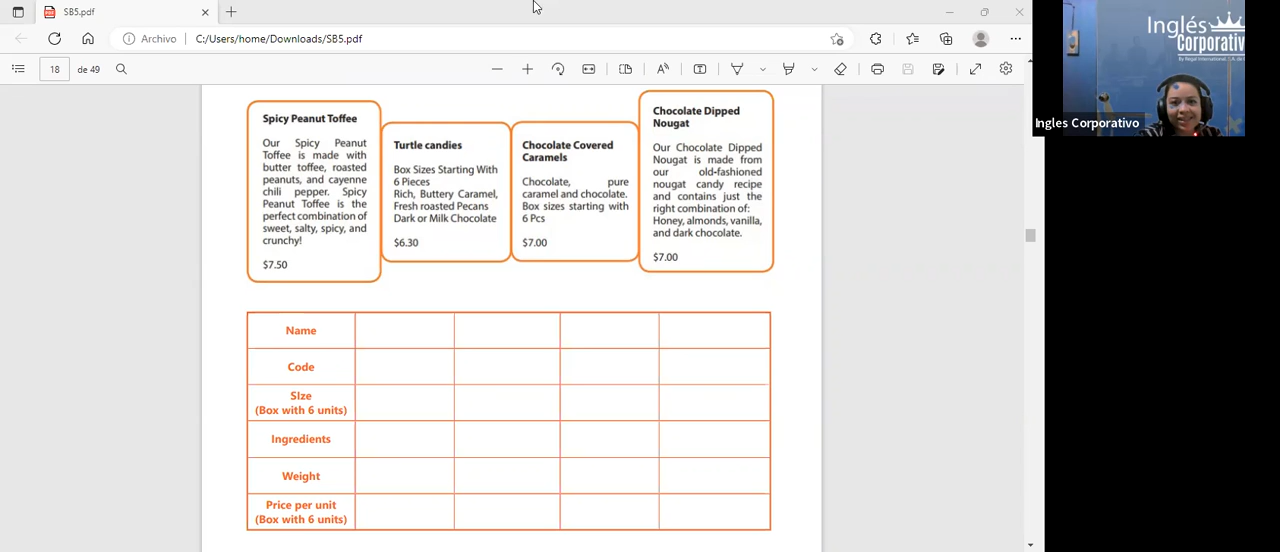 SB5.pdf
Archivo
C:/Users/home/Downloads/SB5.pdf
18
de 49
Spicy Peanut Toffee
Our Spicy Peanut
Toffee is made with
butter toffee, roasted
peanuts, and cayenne
chili pepper. Spicy
Peanut Toffee is the
perfect combination of
sweet, salty, spicy, and
crunchy!
$7.50
Turtle candies
Box Sizes Starting With
6 Pieces
Rich, Buttery Caramel,
Fresh roasted Pecans
Dark or Milk Chocolate
$6.30
Chocolate Covered
Caramels
Chocolate, pure
caramel and chocolate.
Box sizes starting with
6 Pcs
$7.00
Chocolate Dipped
Nougat
Our Chocolate Dipped
Nougat is made from
our old-fashioned
nougat candy recipe
and contains just the
right combination of:
Honey, almonds, vanilla,
and dark chocolate.
$7.00
Name
Code
SIze
(Box with 6 units)
Ingredients
Weight
Price per unit
(Box with 6 units)
Inglés
Corporativ
Ingles Corporativo